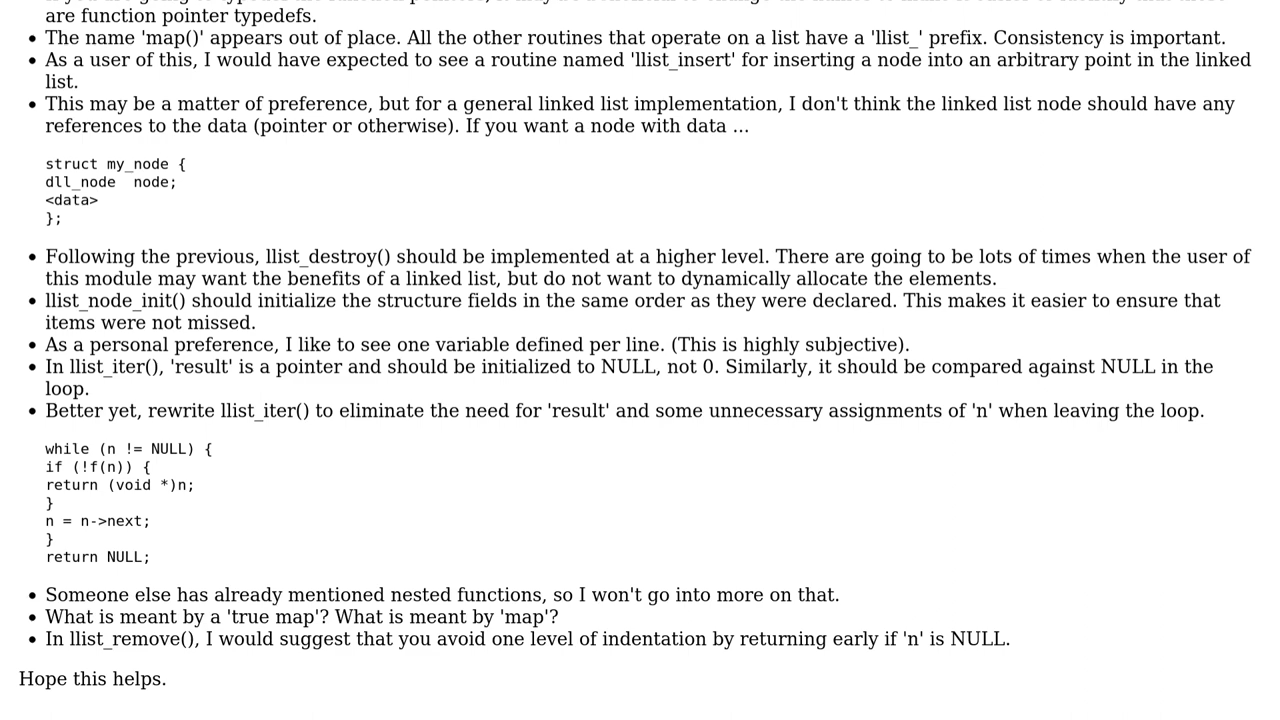 are function pointer typedefs.
• The name 'map()' appears out of place. All the other routines that operate on a list have a 'llist_' prefix. Consistency is important.
• As a user of this, I would have expected to see a routine named 'llist_insert' for inserting a node into an arbitrary point in the linked
list.
• This may be a matter of preference, but for a general linked list implementation, I don't think the linked list node should have any
references to the data (pointer or otherwise). If you want a node with data ...
struct my_node {
dll_node  node;
<data>
};
• Following the previous, llist_destroy() should be implemented at a higher level. There are going to be lots of times when the user of
this module may want the benefits of a linked list, but do not want to dynamically allocate the elements.
• llist_node_init() should initialize the structure fields in the same order as they were declared. This makes it easier to ensure that
items were not missed.
• As a personal preference, I like to see one variable defined per line. (This is highly subjective).
• In llist_iter(), 'result' is a pointer and should be initialized to NULL, not 0. Similarly, it should be compared against NULL in the
loop.
• Better yet, rewrite llist_iter() to eliminate the need for 'result' and some unnecessary assignments of 'n' when leaving the loop.
while (n != NULL) {
if (!f(n)) {
return (void *)n;
}
n = n->next;
}
return NULL;
• Someone else has already mentioned nested functions, so I won't go into more on that.
• What is meant by a 'true map'? What is meant by 'map'?
• In llist_remove(), I would suggest that you avoid one level of indentation by returning early if 'n' is NULL.
Hope this helps.